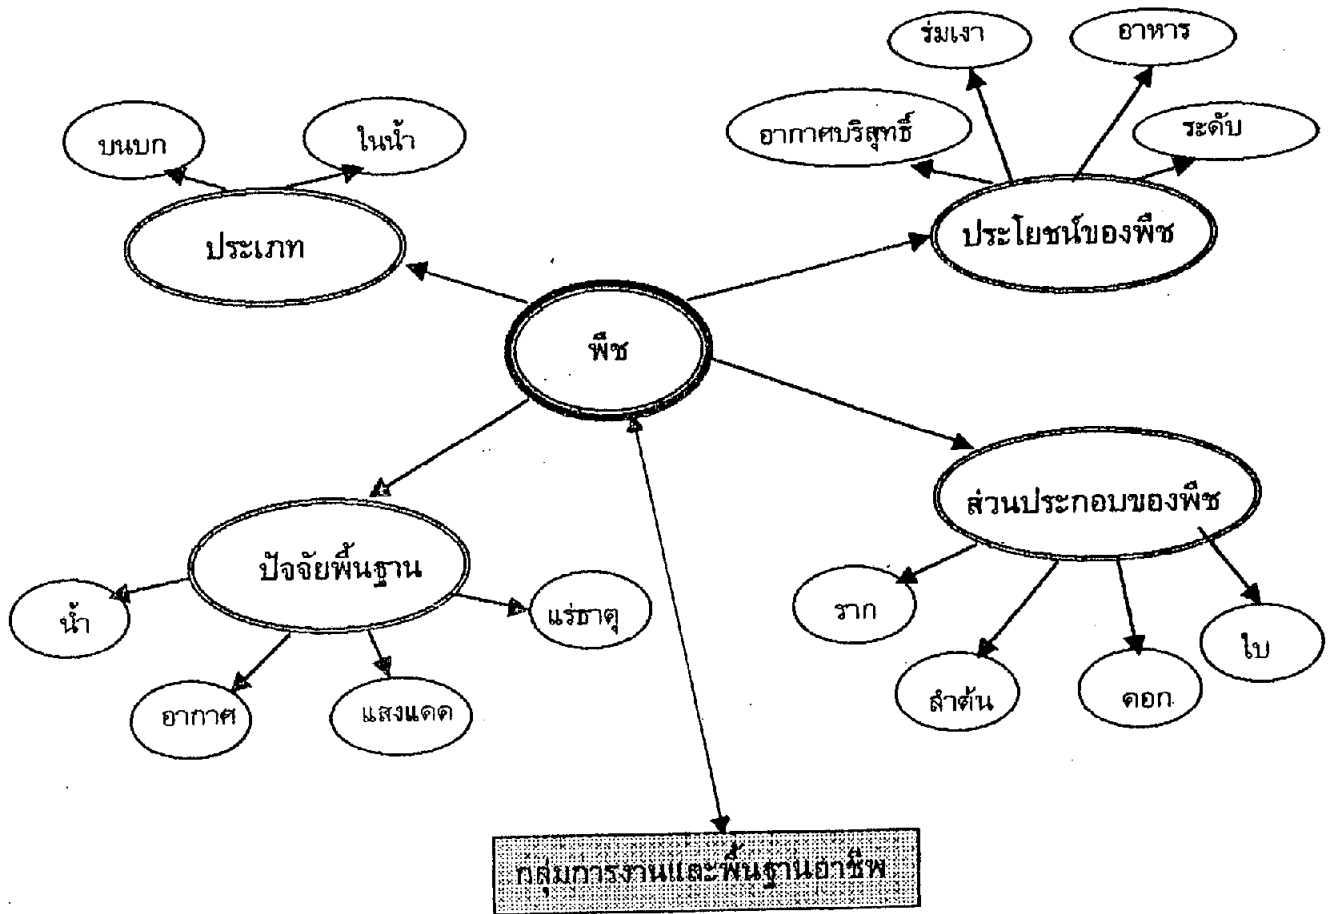 ร่มเงา
อาหาร
อากาศบริสุทธิ์
ระดับ
บนบก
ในน้ำ
ประเภท
ประโยชน์ของพืช
พืช
ส่วนประกอบของพืช
ปัจจัยพื้นฐาน
น้ำ
แร่ธาตุ
ราก
ใบ
อากาศ
แสงแดด
ลำต้น
ดอก
กลุ่มการงานและพื้นฐานอาชีพ